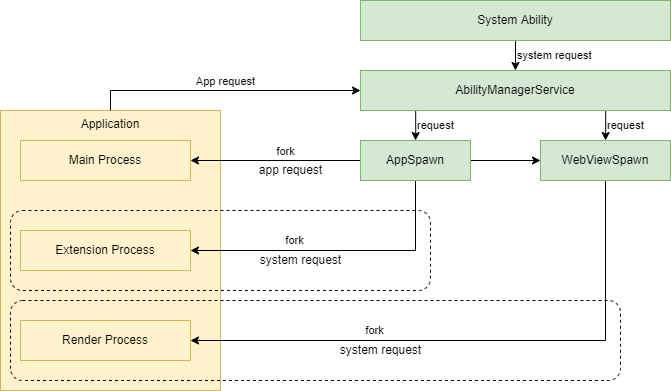 System Ability
system request
App request
AbilityManagerService
Application
request
request
Main Process
fork
app request
AppSpawn
WebViewSpawn
Extension Process
fork
system request
Render Process
fork
system request